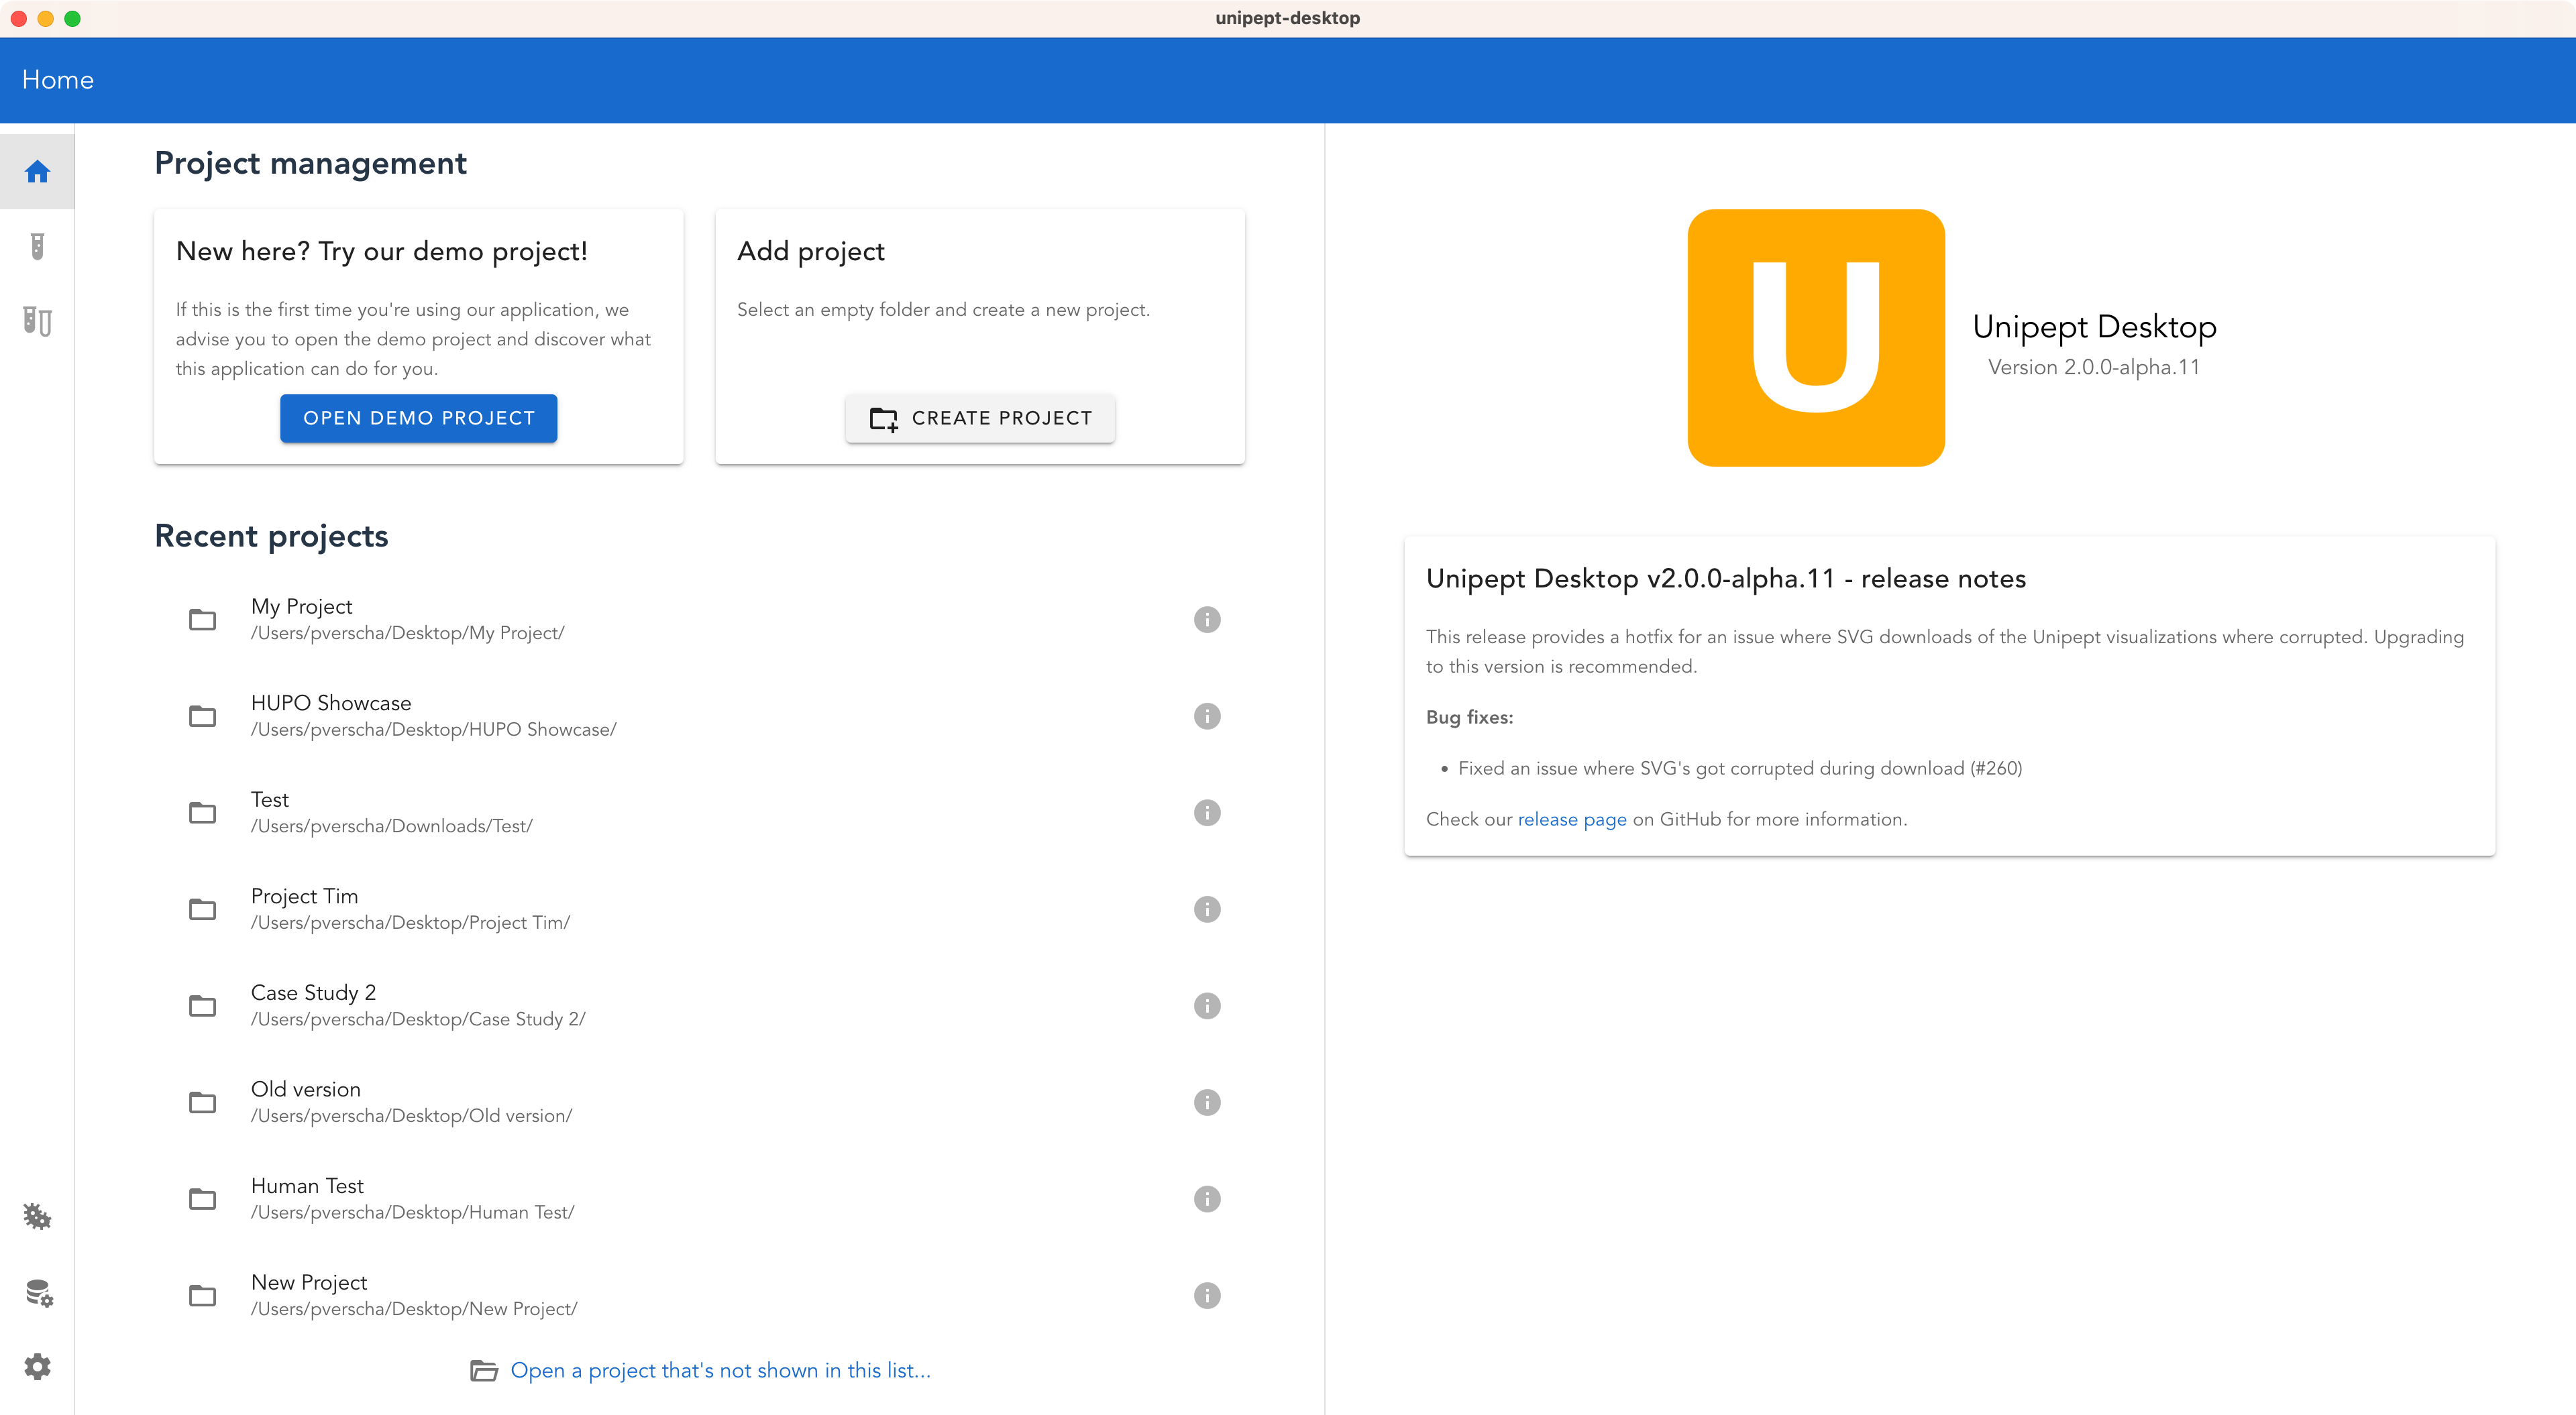 unipept-desktop
Home
Project management
New here? Try our demo project!
If this is the first time you're using our application, we
advise you to open the demo project and discover what
this application can do for you.
OPEN DEMO PROJECT
Add project
Select an empty folder and create a new project.
CREATE PROJECT
Recent projects
My Project
/Users/pverscha/Desktop/My Project/
HUPO Showcase
/Users/pverscha/Desktop/HUPO Showcase/
Test
/Users/pverscha/Downloads/Test/
Project Tim
/Users/pverscha/Desktop/Project Tim/
Case Study 2
/Users/pverscha/Desktop/Case Study 2/
Old version
/Users/pverscha/Desktop/Old version/
Human Test
/Users/pverscha/Desktop/Human Test/
New Project
/Users/pverscha/Desktop/New Project/
Open a project that's not shown in this list...
U
Unipept Desktop
Version 2.0.0-alpha.11
Unipept Desktop v2.0.0-alpha.11 - release notes
This release provides a hotfix for an issue where SVG downloads of the Unipept visualizations where corrupted. Upgrading
to this version is recommended.
Bug fixes:
• Fixed an issue where SVG's got corrupted during download (#260)
Check our release page on GitHub for more information.